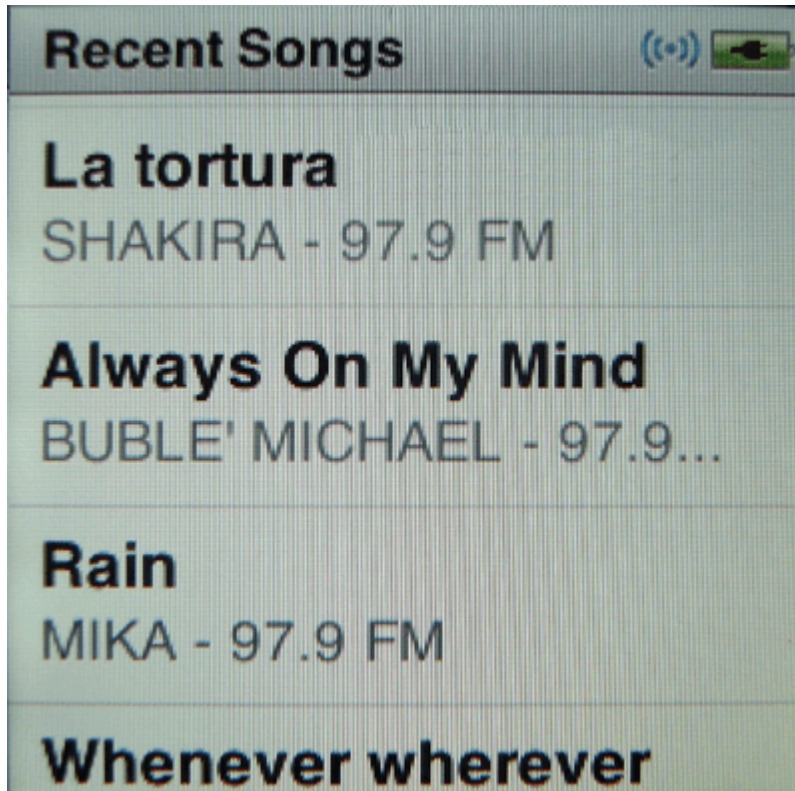 Recent Songs
La tortura
SHAKIRA - 97.9 FM
Always On My Mind
BUBLE' MICHAEL - 97.9...
Rain
MIKA - 97.9 FM
Whenever wherever